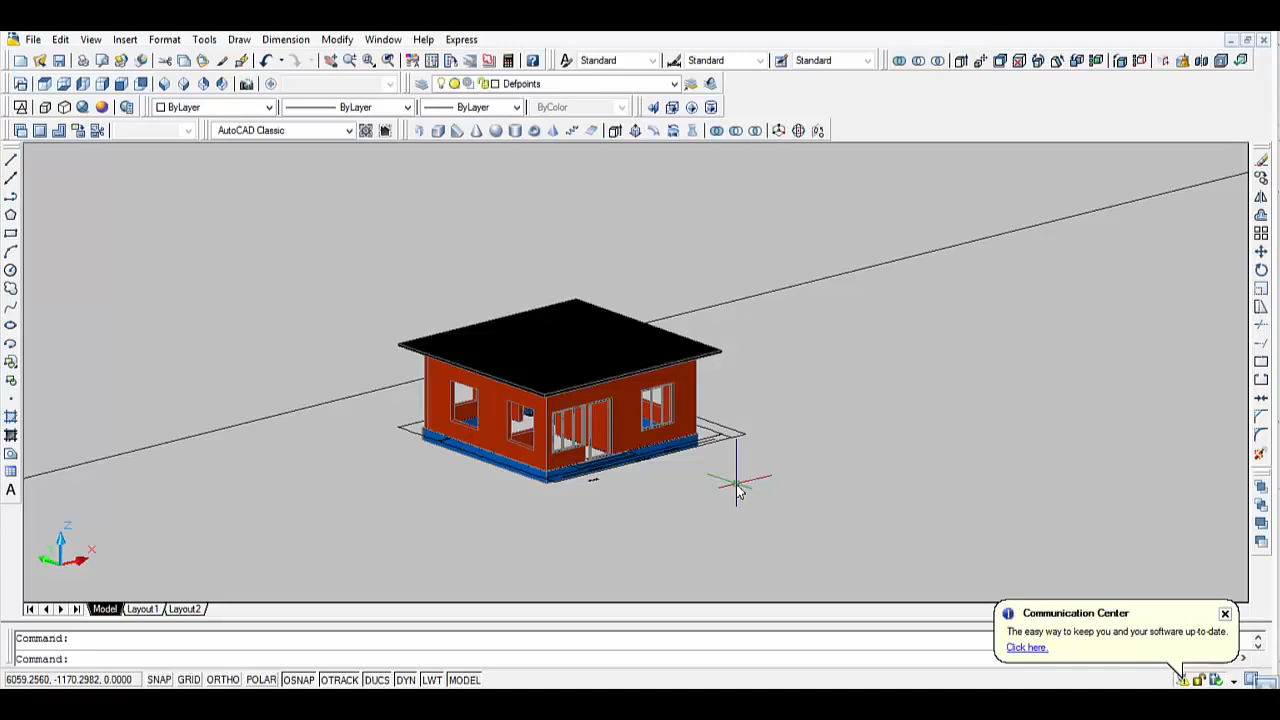 File Edit View Insert Format Tools Draw Dimension Modify Window Help Express
Standard Standard Standard
Defpoints
ByLayer ByLayer ByLayer ByColor
AutoCAD Classic
A
Z
X
Model Layout1 Layout2
Communication Center
The easy way to keep you and your software up-to-date.
Click here.
Command:
Command:
6059.2560, -1170.2982, 0.0000 SNAP GRID ORTHO POLAR OSNAP OTRACK DUCS DYN LWT MODEL